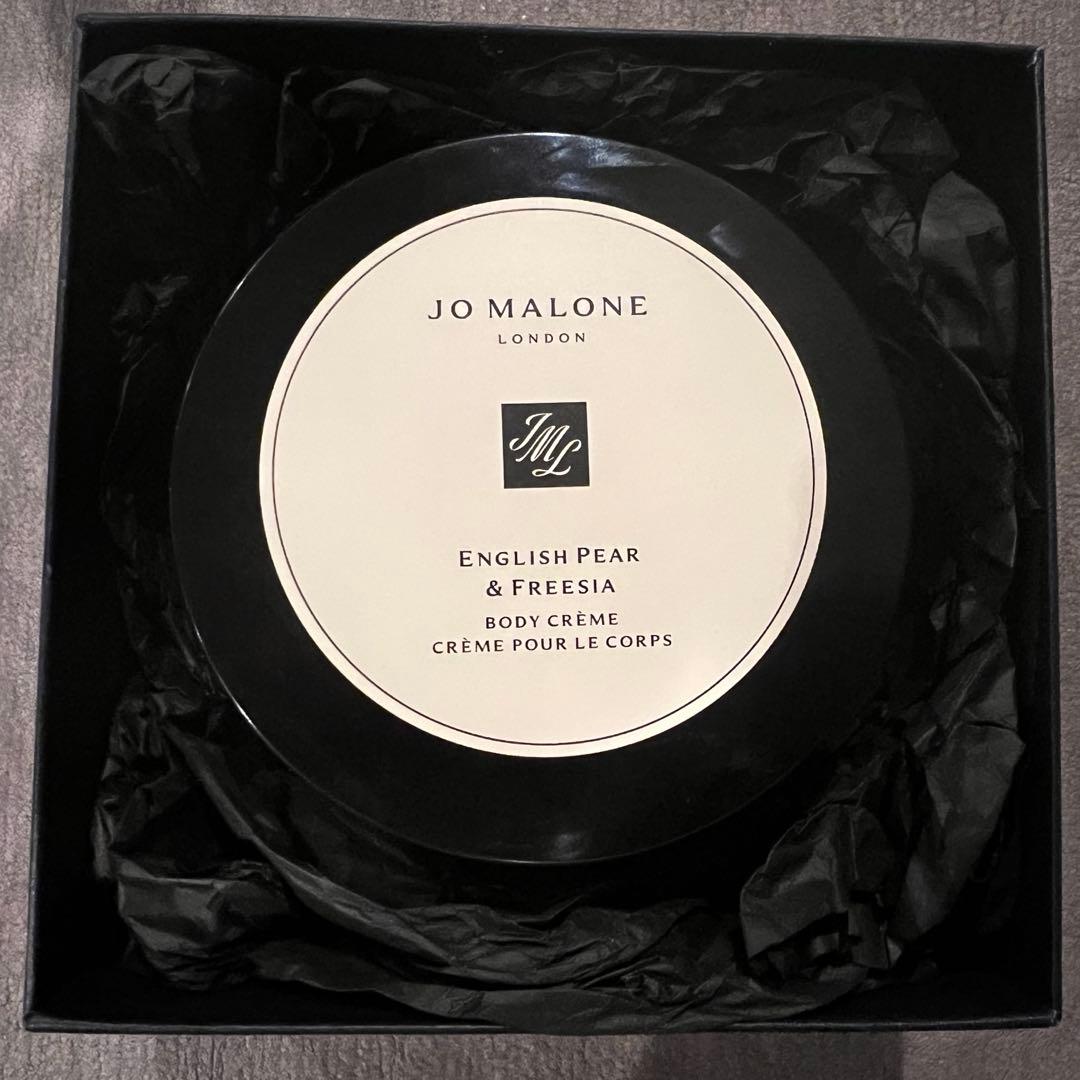 JO MALONE
LONDON
JML
ENGLISH PEAR
& FREESIA
BODY CRÈME
CRÈME POUR LE CORPS